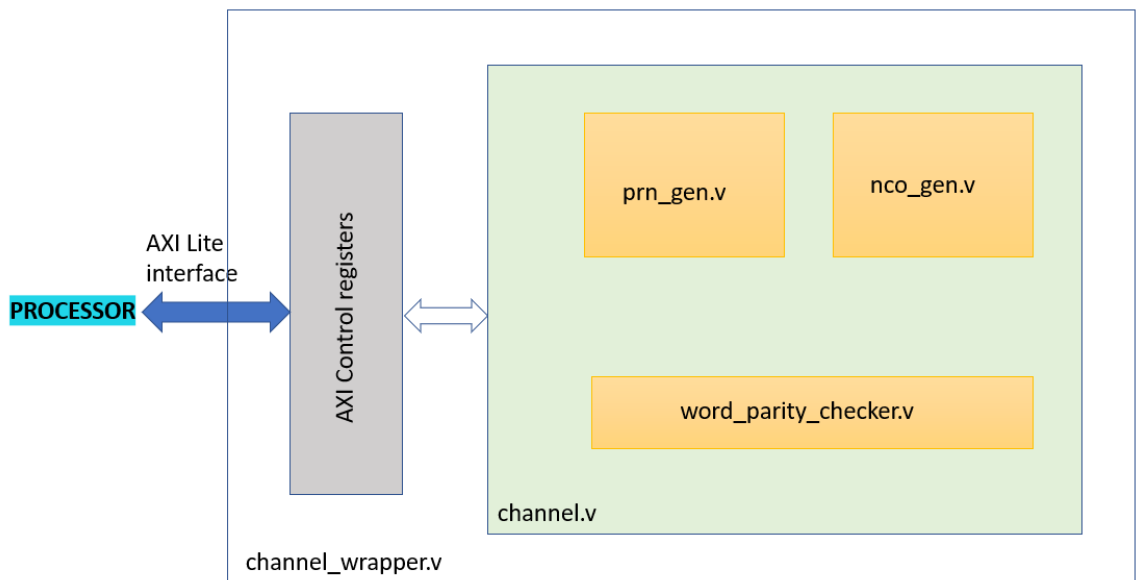 prn_gen.v
nco_gen.v
AXI Lite
interface
PROCESSOR
AXI Control registers
word_parity_checker.v
channel.v
channel_wrapper.v